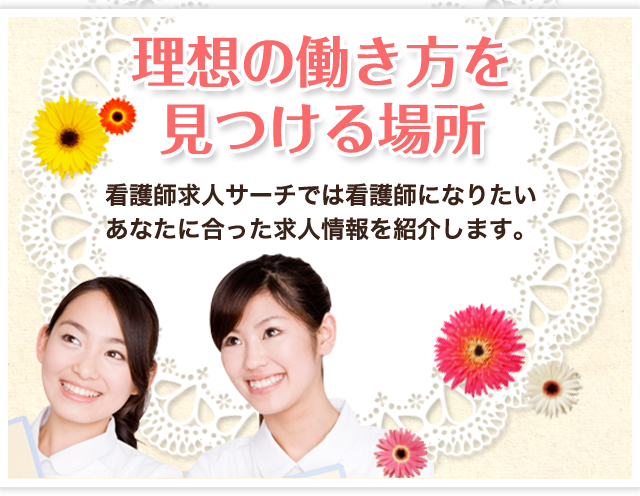 理想の働き方を
見つける場所
看護師求人サーチでは看護師になりたい
あなたに合った求人情報を紹介します。